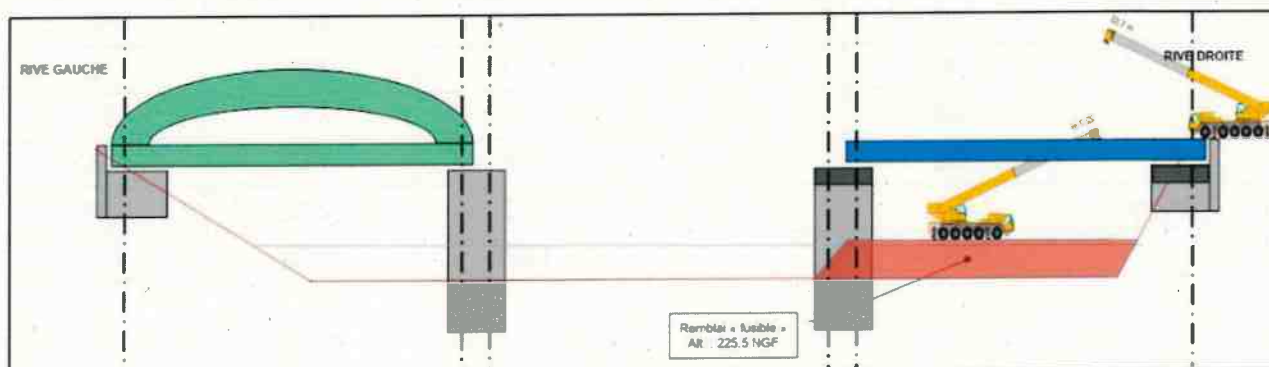 RIVE GAUCHE
RIVE DROITE
Remblai « fusible »
Alt : 225.5 NGF